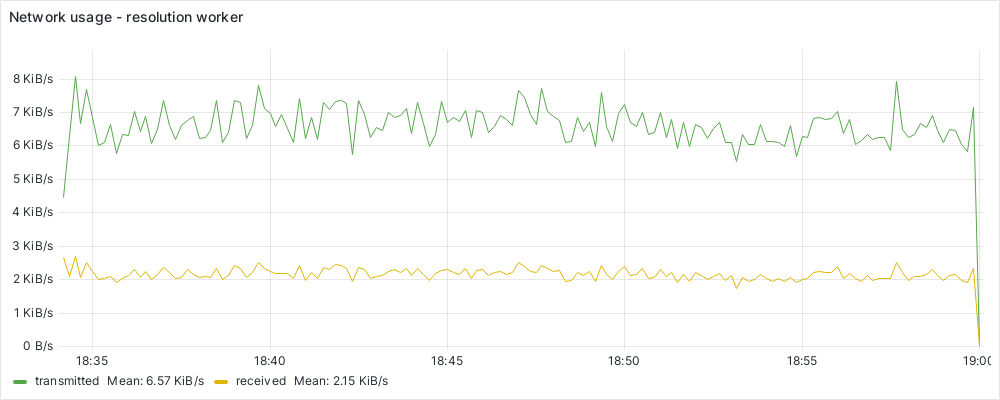 Network usage - resolution worker
8 KiB/s
7 KiB/s
6 KiB/s
5 KiB/s
4 KiB/s
3 KiB/s
2 KiB/s
1 KiB/s
0 B/s
18:35 18:40 18:45 18:50 18:55 19:00
transmitted Mean: 6.57 KiB/s received Mean: 2.15 KiB/s